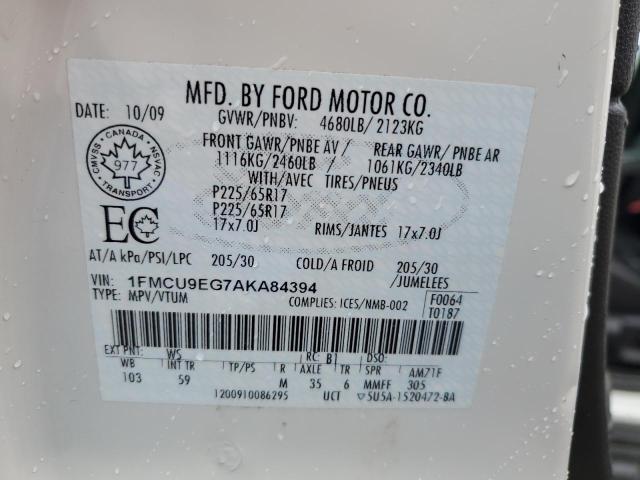 MFD. BY FORD MOTOR CO.
DATE: 10/09
GVWR/PNBV: 4680LB/ 2123KG
FRONT GAWR/PNBE AV / REAR GAWR/ PNBE AR
1116KG/2460LB 1061KG/2340LB
WITH/AVEC TIRES/PNEUS
P225/65R17
P225/65R17
17x7.0J RIMS/JANTES 17x7.0J
CANADA
CMVSS NSVAC
977
TRANSPORT
EC
AT/A kPa/PSI/LPC 205/30 COLD/A FROID 205/30
/JUMELEES
VIN: 1FMCU9EG7AKA84394
TYPE: MPV/VTUM COMPLIES: ICES/NMB-002
F0064
T0187
EXT PNT: WS RC: B1 DSO:
WB INT TR TP/PS R AXLE TR SPR AM71F
103 59 M 35 6 MMFF 305
1200910086295 UCT 5U5A-1520472-BA